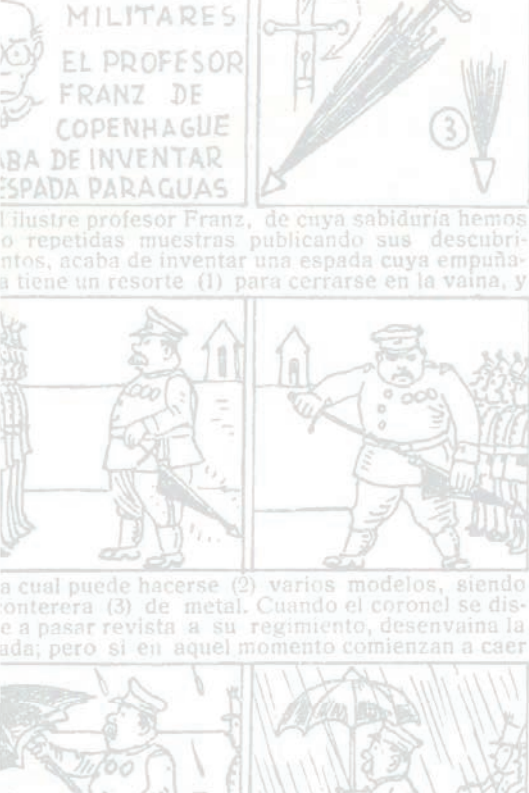 MILITARES
EL PROFESOR
FRANZ DE
COPENHAGUE
ABA DE INVENTAR
ESPADA PARAGUAS
3
l ilustre profesor Franz, de cuya sabiduría hemos
o repetidas muestras publicando sus descubri-
ntos, acaba de inventar una espada cuya empuña-
a tiene un resorte (1) para cerrarse en la vaina, y
a cual puede hacerse (2) varios modelos, siendo
conterera (3) de metal. Cuando el coronel se dis-
e a pasar revista a su regimiento, desenvaina la
ada; pero si en aquel momento comienzan a caer